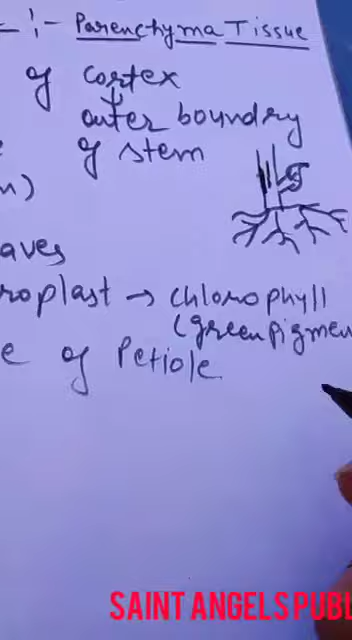 :- Parenchyma Tissue
of cortex
outer boundry
of stem
m)
aves
roplast → chlorophyll
(green pigmen
e of Petiole
SAINT ANGELS PUBL